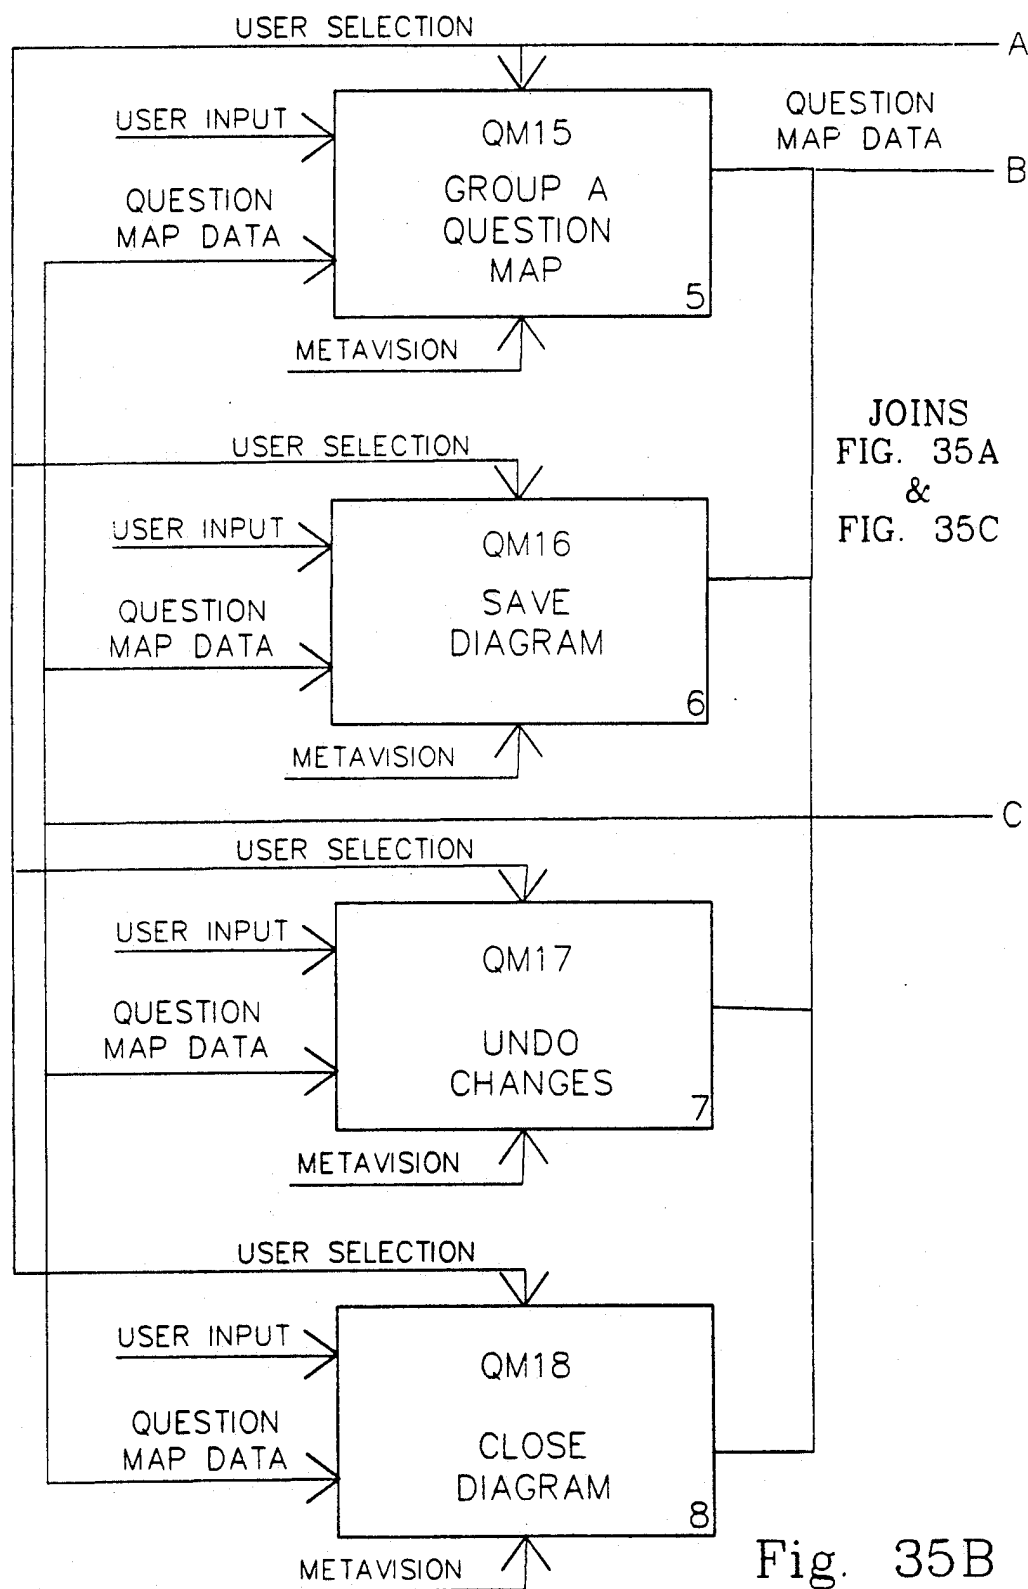 USER SELECTION
A
USER INPUT
QM15
QUESTION
MAP DATA
B
QUESTION
MAP DATA
GROUP A
QUESTION
MAP
5
METAVISION
JOINS
FIG. 35A
&
FIG. 35C
USER SELECTION
USER INPUT
QM16
QUESTION
MAP DATA
SAVE
DIAGRAM
6
METAVISION
C
USER SELECTION
USER INPUT
QM17
QUESTION
MAP DATA
UNDO
CHANGES
7
METAVISION
USER SELECTION
USER INPUT
QM18
QUESTION
MAP DATA
CLOSE
DIAGRAM
8
METAVISION
Fig. 35B